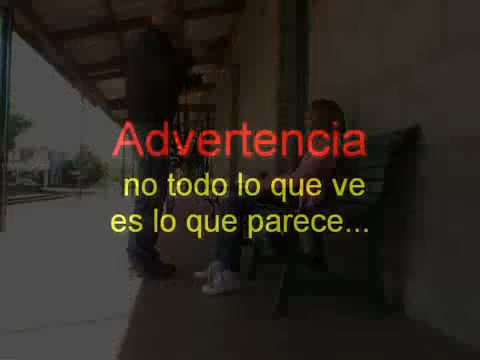 Advertencia
no todo lo que ve
es lo que parece...